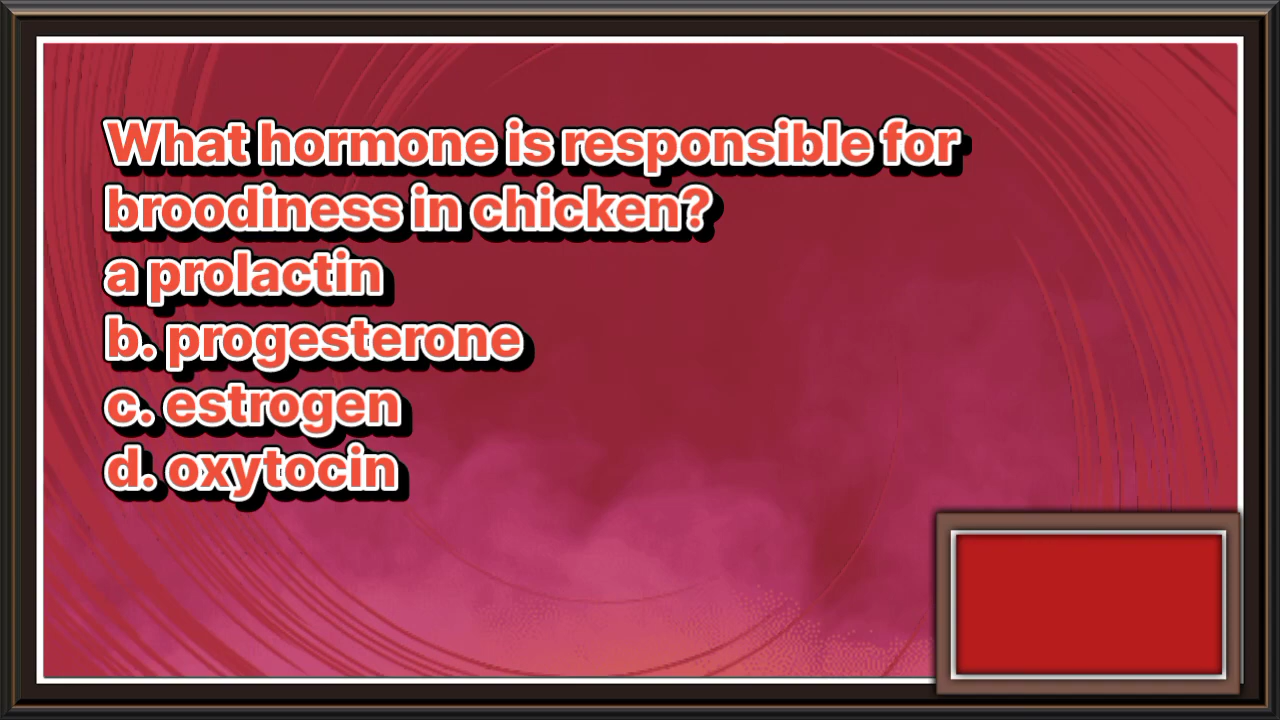 What hormone is responsible for
broodiness in chicken?
a prolactin
b. progesterone
c. estrogen
d. oxytocin